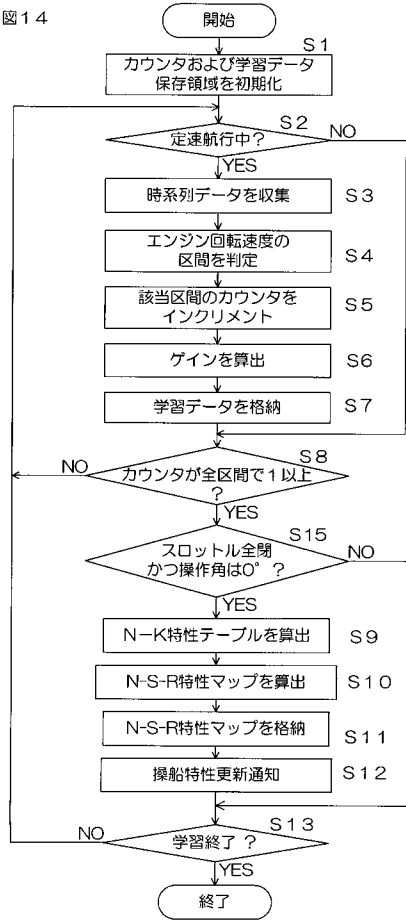 図14
開始
S1
カウンタおよび学習データ
保存領域を初期化
S2
定速航行中?
NO
YES
時系列データを収集
S3
エンジン回転速度の
区間を判定
S4
該当区間のカウンタを
インクリメント
S5
ゲインを算出
S6
学習データを格納
S7
S8
NO
カウンタが全区間で1以上
?
YES
S15
スロットル全閉
かつ操作角は0°?
NO
YES
N-K特性テーブルを算出
S9
N-S-R特性マップを算出
S10
N-S-R特性マップを格納
S11
操船特性更新通知
S12
S13
NO
学習終了?
YES
終了